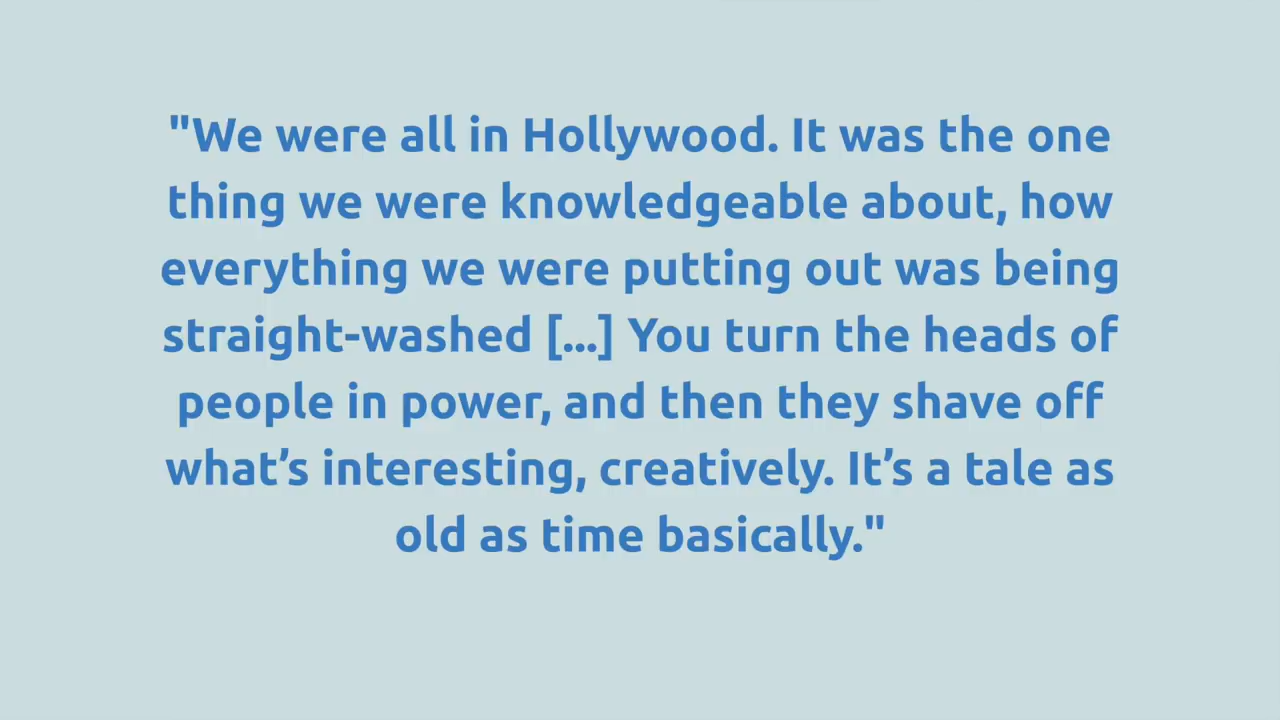 "We were all in Hollywood. It was the one
thing we were knowledgeable about, how
everything we were putting out was being
straight-washed [...] You turn the heads of
people in power, and then they shave off
what’s interesting, creatively. It’s a tale as
old as time basically."